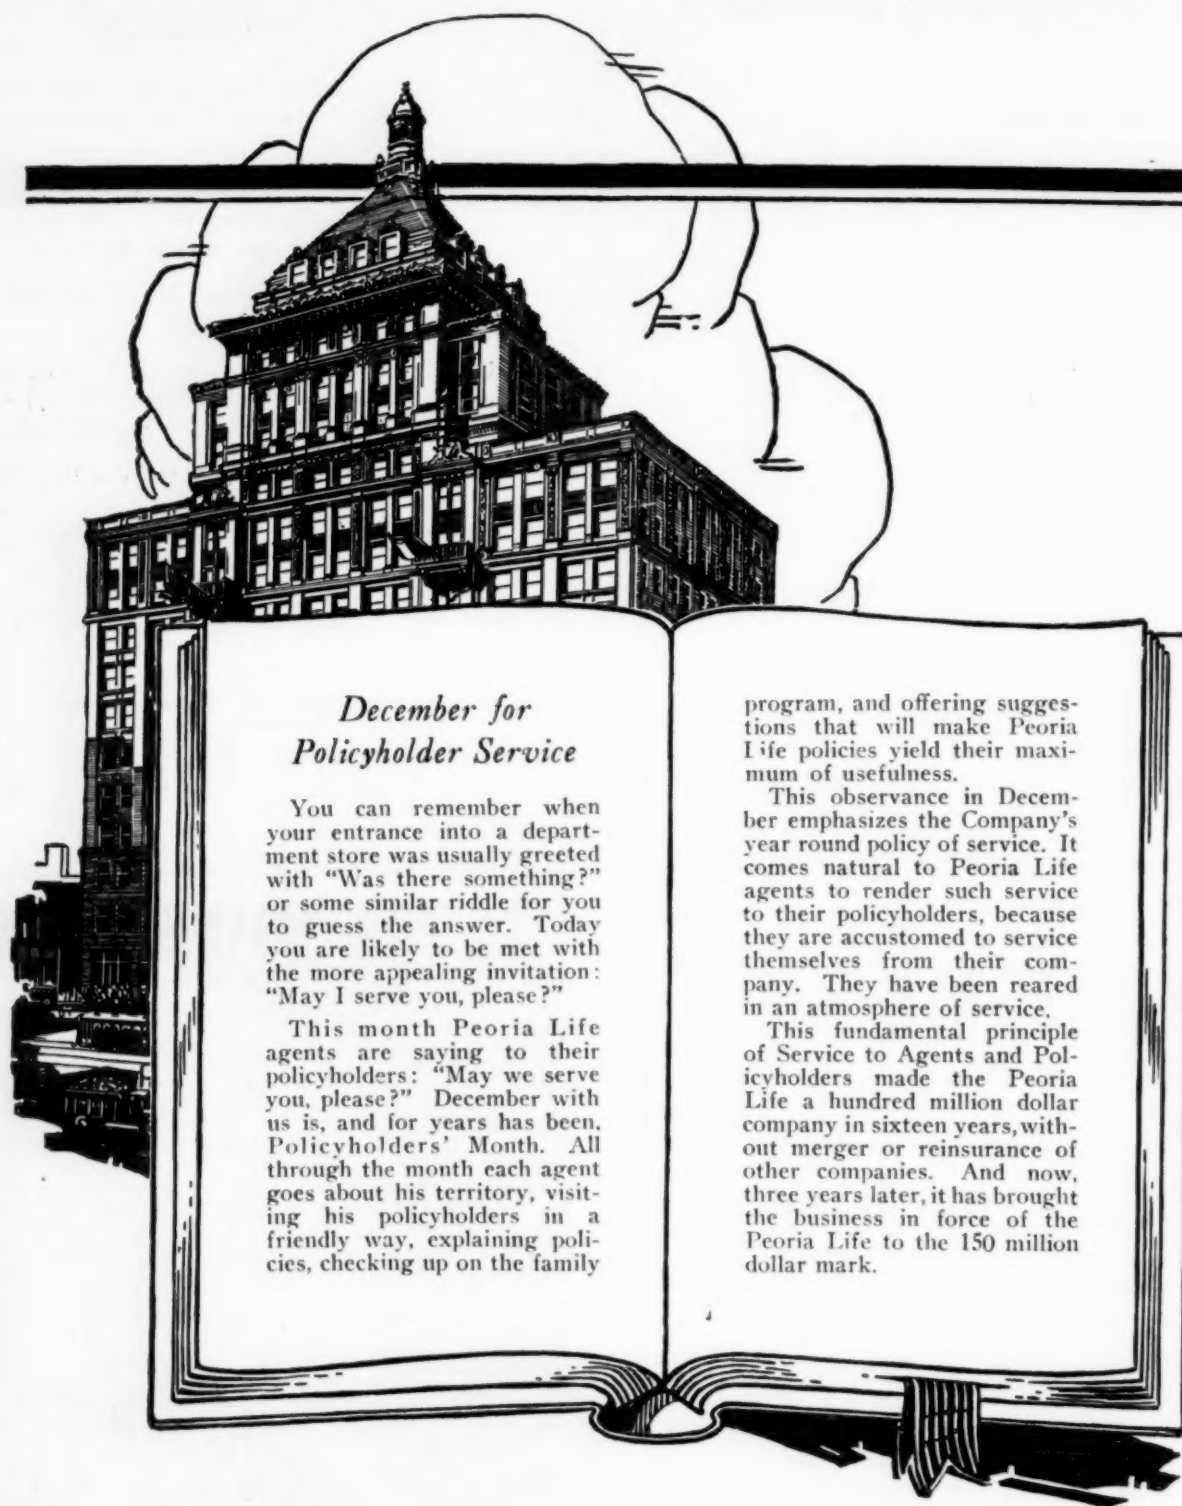 December for
Policyholder Service
You can remember when
your entrance into a depart-
ment store was usually greeted
with “Was there something?”
or some similar riddle for you
to guess the answer. Today
you are likely to be met with
the more appealing invitation:
“May I serve you, please?”
This month Peoria Life
agents are saying to their
policyholders: “May we serve
you, please?” December with
us is, and for years has been,
Policyholders’ Month. All
through the month each agent
goes about his territory, visit-
ing his policyholders in a
friendly way, explaining poli-
cies, checking up on the family
program, and offering sugges-
tions that will make Peoria
Life policies yield their maxi-
mum of usefulness.
This observance in Decem-
ber emphasizes the Company’s
year round policy of service. It
comes natural to Peoria Life
agents to render such service
to their policyholders, because
they are accustomed to service
themselves from their com-
pany. They have been reared
in an atmosphere of service.
This fundamental principle
of Service to Agents and Pol-
icyholders made the Peoria
Life a hundred million dollar
company in sixteen years, with-
out merger or reinsurance of
other companies. And now,
three years later, it has brought
the business in force of the
Peoria Life to the 150 million
dollar mark.